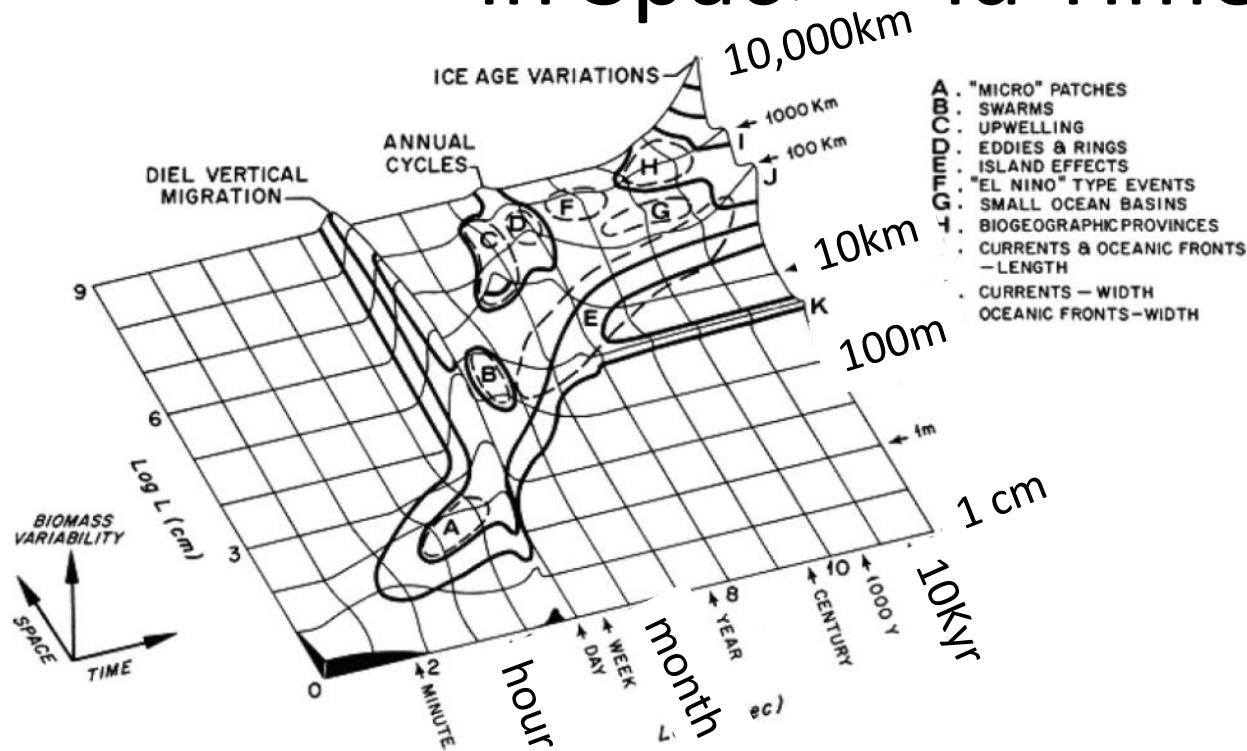 10,000km
ICE AGE VARIATIONS
1000 Km
100 Km
ANNUAL
CYCLES
DIEL VERTICAL
MIGRATION
A . "MICRO" PATCHES
B . SWARMS
C . UPWELLING
D . EDDIES & RINGS
E . ISLAND EFFECTS
F . "EL NINO" TYPE EVENTS
G . SMALL OCEAN BASINS
H . BIOGEOGRAPHIC PROVINCES
. CURRENTS & OCEANIC FRONTS
–LENGTH
. CURRENTS – WIDTH
OCEANIC FRONTS–WIDTH
H
I
J
F
G
D
C
E
K
B
A
10km
100m
1m
1 cm
9
6
3
0
Log L (cm)
BIOMASS
VARIABILITY
SPACE
TIME
2
8
10
MINUTE
hour
DAY
WEEK
month
YEAR
CENTURY
1000 Y
10Kyr
ec)